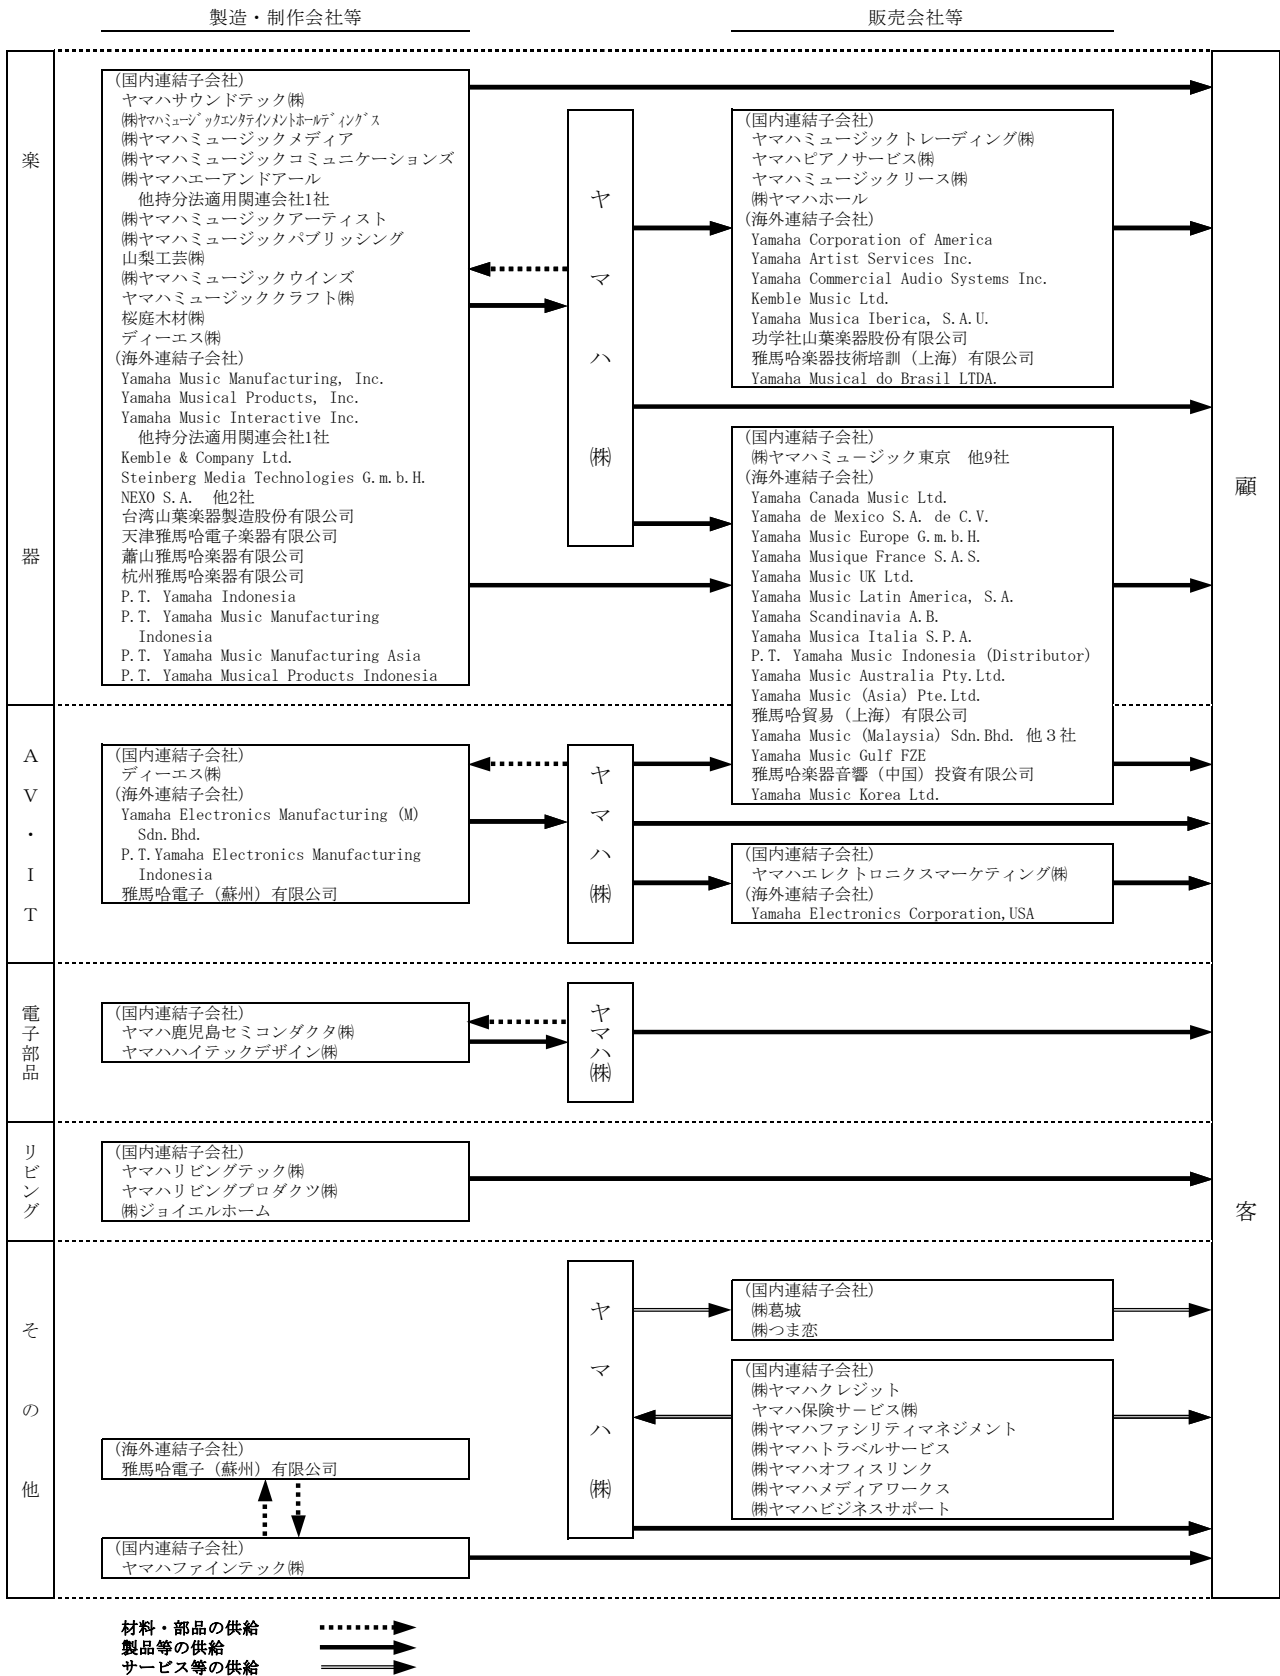 製造・制作会社等
販売会社等
楽器
(国内連結子会社)
ヤマハサウンドテック㈱
㈱ﾔﾏﾊﾐｭｰｼﾞｯｸｴﾝﾀﾃｲﾝﾒﾝﾄﾎｰﾙﾃﾞｨﾝｸﾞｽ
㈱ヤマハミュージックメディア
㈱ヤマハミュージックコミュニケーションズ
㈱ヤマハエーアンドアール
他持分法適用関連会社1社
㈱ヤマハミュージックアーティスト
㈱ヤマハミュージックパブリッシング
山梨工芸㈱
㈱ヤマハミュージックウインズ
ヤマハミュージッククラフト㈱
桜庭木材㈱
ディーエス㈱
(海外連結子会社)
Yamaha Music Manufacturing, Inc.
Yamaha Musical Products, Inc.
Yamaha Music Interactive Inc.
他持分法適用関連会社1社
Kemble & Company Ltd.
Steinberg Media Technologies G.m.b.H.
NEXO S.A. 他2社
台湾山葉楽器製造股份有限公司
天津雅馬哈電子楽器有限公司
蕭山雅馬哈楽器有限公司
杭州雅馬哈楽器有限公司
P.T. Yamaha Indonesia
P.T. Yamaha Music Manufacturing
Indonesia
P.T. Yamaha Music Manufacturing Asia
P.T. Yamaha Musical Products Indonesia
ヤマハ㈱
(国内連結子会社)
ヤマハミュージックトレーディング㈱
ヤマハピアノサービス㈱
ヤマハミュージックリース㈱
㈱ヤマハホール
(海外連結子会社)
Yamaha Corporation of America
Yamaha Artist Services Inc.
Yamaha Commercial Audio Systems Inc.
Kemble Music Ltd.
Yamaha Musica Iberica, S.A.U.
功学社山葉楽器股份有限公司
雅馬哈楽器技術培訓（上海）有限公司
Yamaha Musical do Brasil LTDA.
(国内連結子会社)
㈱ヤマハミュ－ジック東京　他9社
(海外連結子会社)
Yamaha Canada Music Ltd.
Yamaha de Mexico S.A. de C.V.
Yamaha Music Europe G.m.b.H.
Yamaha Musique France S.A.S.
Yamaha Music UK Ltd.
Yamaha Music Latin America, S.A.
Yamaha Scandinavia A.B.
Yamaha Musica Italia S.P.A.
P.T. Yamaha Music Indonesia (Distributor)
Yamaha Music Australia Pty.Ltd.
Yamaha Music (Asia) Pte.Ltd.
雅馬哈貿易（上海）有限公司
Yamaha Music (Malaysia) Sdn.Bhd. 他３社
Yamaha Music Gulf FZE
雅馬哈楽器音響（中国）投資有限公司
Yamaha Music Korea Ltd.
顧客
AV・IT
(国内連結子会社)
ディーエス㈱
(海外連結子会社)
Yamaha Electronics Manufacturing (M)
Sdn.Bhd.
P.T.Yamaha Electronics Manufacturing
Indonesia
雅馬哈電子（蘇州）有限公司
ヤマハ㈱
(国内連結子会社)
ヤマハエレクトロニクスマーケティング㈱
(海外連結子会社)
Yamaha Electronics Corporation,USA
電子部品
(国内連結子会社)
ヤマハ鹿児島セミコンダクタ㈱
ヤマハハイテックデザイン㈱
ヤマハ㈱
リビング
(国内連結子会社)
ヤマハリビングテック㈱
ヤマハリビングプロダクツ㈱
㈱ジョイエルホーム
その他
(海外連結子会社)
雅馬哈電子（蘇州）有限公司
(国内連結子会社)
ヤマハファインテック㈱
ヤマハ㈱
(国内連結子会社)
㈱葛城
㈱つま恋
(国内連結子会社)
㈱ヤマハクレジット
ヤマハ保険サ－ビス㈱
㈱ヤマハファシリティマネジメント
㈱ヤマハトラベルサービス
㈱ヤマハオフィスリンク
㈱ヤマハメディアワークス
㈱ヤマハビジネスサポート
材料・部品の供給
製品等の供給
サービス等の供給